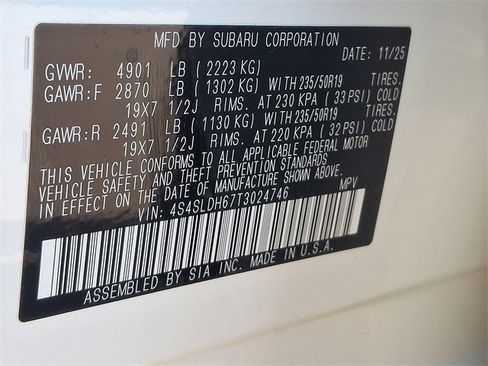 MFD BY SUBARU CORPORATION
DATE: 11/25
GVWR: 4901 LB ( 2223 KG)
GAWR:F 2870 LB ( 1302 KG) WITH 235/50R19 TIRES.
19X7 1/2J RIMS. AT 230 KPA ( 33 PSI) COLD
GAWR:R 2491 LB ( 1130 KG) WITH 235/50R19 TIRES.
19X7 1/2J RIMS. AT 220 KPA ( 32 PSI) COLD
THIS VEHICLE CONFORMS TO ALL APPLICABLE FEDERAL MOTOR
VEHICLE SAFETY AND THEFT PREVENTION STANDARDS IN EFFECT
ON THE DATE OF MANUFACTURE SHOWN ABOVE.
VIN: 4S4SLDH67T3024746 MPV
ASSEMBLED BY SIA INC. MADE IN U.S.A.